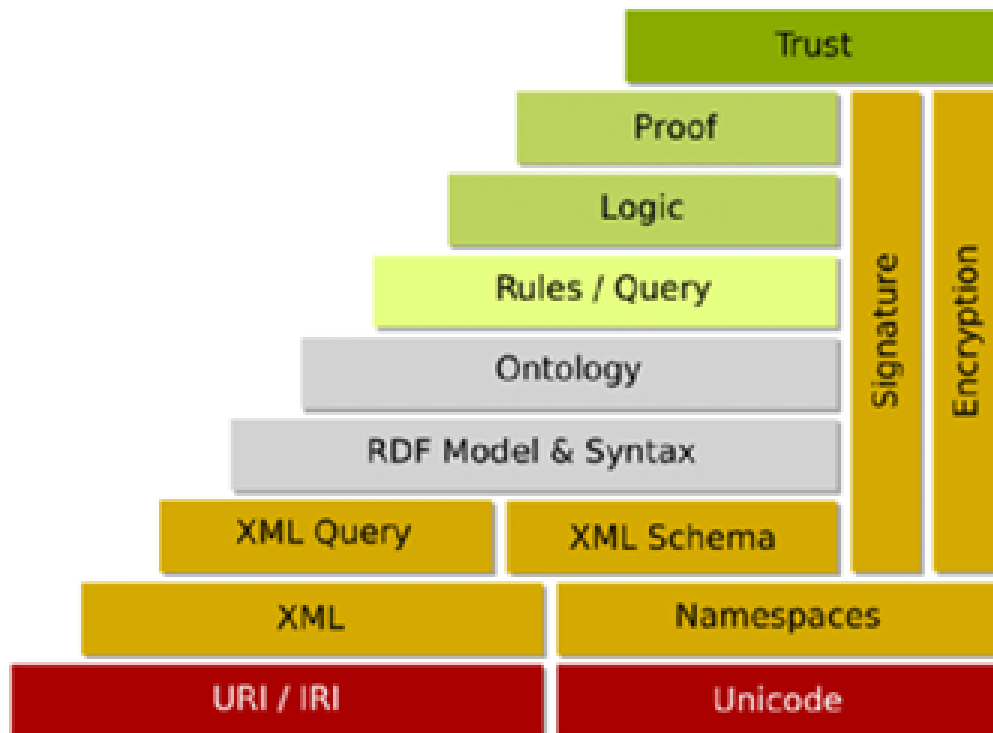 Trust
Proof
Logic
Rules / Query
Ontology
RDF Model & Syntax
XML Query
XML Schema
Signature
Encryption
XML
Namespaces
URI / IRI
Unicode